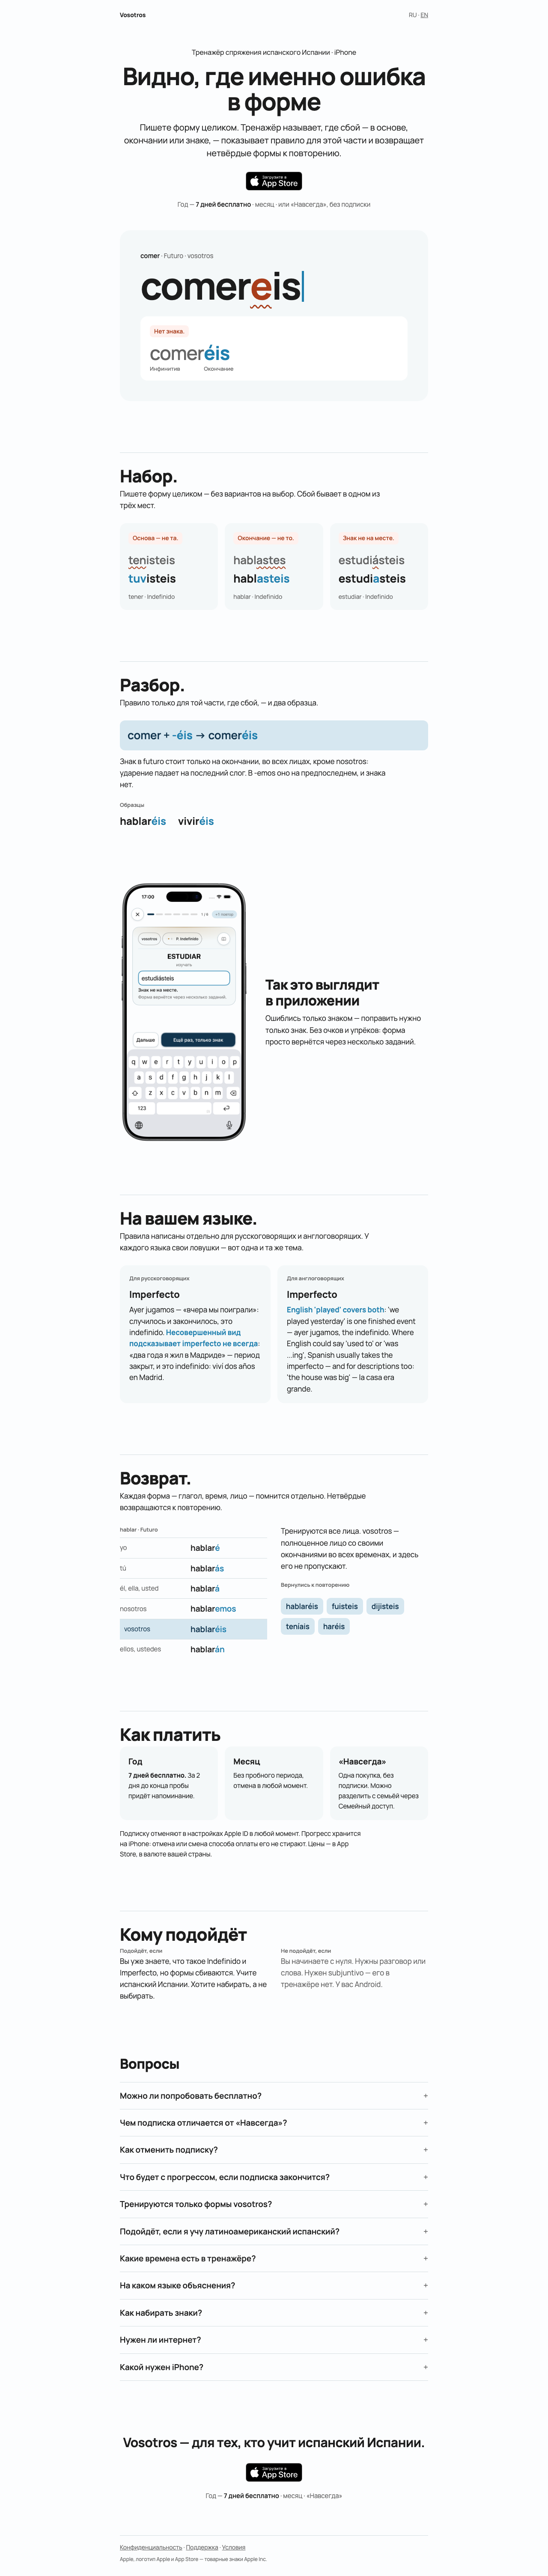 Vosotros
RU · EN
Тренажёр спряжения испанского Испании · iPhone
Видно, где именно ошибка
в форме
Пишете форму целиком. Тренажёр называет, где сбой — в основе,
окончании или знаке, — показывает правило для этой части и возвращает
нетвёрдые формы к повторению.
Загрузите в
App Store
Год — 7 дней бесплатно · месяц · или «Навсегда», без подписки
comer · Futuro · vosotros
comereis
Нет знака.
comeréis
Инфинитив Окончание
Набор.
Пишете форму целиком — без вариантов на выбор. Сбой бывает в одном из
трёх мест.
Основа — не та.
tenisteis
tuvisteis
tener · Indefinido
Окончание — не то.
hablastes
hablasteis
hablar · Indefinido
Знак не на месте.
estudiásteis
estudiasteis
estudiar · Indefinido
Разбор.
Правило только для той части, где сбой, — и два образца.
comer + -éis → comeréis
Знак в futuro стоит только на окончании, во всех лицах, кроме nosotros:
ударение падает на последний слог. В -emos оно на предпоследнем, и знака
нет.
Образцы
hablaréis viviréis
17:00
1 / 8
vosotros
Indefinido
ESTUDIAR
изучать
estudiásteis
Знак не на месте.
Форма вернётся через несколько заданий.
Дальше
Ещё раз, только знак
q w e r t y u i o p
a s d f g h j k l
z x c v b n m
123
Так это выглядит
в приложении
Ошиблись только знаком — поправить нужно
только знак. Без очков и упрёков: форма
просто вернётся через несколько заданий.
На вашем языке.
Правила написаны отдельно для русскоговорящих и англоговорящих. У
каждого языка свои ловушки — вот одна и та же тема.
Для русскоговорящих
Imperfecto
Ayer jugamos — «вчера мы поиграли»:
случилось и закончилось, это
indefinido. Несовершенный вид
подсказывает imperfecto не всегда:
«два года я жил в Мадриде» — период
закрыт, и это indefinido: viví dos años
en Madrid.
Для англоговорящих
Imperfecto
English 'played' covers both: 'we
played yesterday' is one finished event
— ayer jugamos, the indefinido. Where
English could say 'used to' or 'was
...ing', Spanish usually takes the
imperfecto — and for descriptions too:
'the house was big' — la casa era
grande.
Возврат.
Каждая форма — глагол, время, лицо — помнится отдельно. Нетвёрдые
возвращаются к повторению.
hablar · Futuro
yo hablaré
tú hablarás
él, ella, usted hablará
nosotros hablaremos
vosotros hablaréis
ellos, ustedes hablarán
Тренируются все лица. vosotros —
полноценное лицо со своими
окончаниями во всех временах, и здесь
его не пропускают.
Вернулись к повторению
hablaréis fuisteis dijisteis
teníais haréis
Как платить
Год
7 дней бесплатно. За 2
дня до конца пробы
придёт напоминание.
Месяц
Без пробного периода,
отмена в любой момент.
«Навсегда»
Одна покупка, без
подписки. Можно
разделить с семьёй через
Семейный доступ.
Подписку отменяют в настройках Apple ID в любой момент. Прогресс хранится
на iPhone: отмена или смена способа оплаты его не стирают. Цены — в App
Store, в валюте вашей страны.
Кому подойдёт
Подойдёт, если
Вы уже знаете, что такое Indefinido и
Imperfecto, но формы сбиваются. Учите
испанский Испании. Хотите набирать, а не
выбирать.
Не подойдёт, если
Вы начинаете с нуля. Нужны разговор или
слова. Нужен subjuntivo — его в
тренажёре нет. У вас Android.
Вопросы
Можно ли попробовать бесплатно? +
Чем подписка отличается от «Навсегда»? +
Как отменить подписку? +
Что будет с прогрессом, если подписка закончится? +
Тренируются только формы vosotros? +
Подойдёт, если я учу латиноамериканский испанский? +
Какие времена есть в тренажёре? +
На каком языке объяснения? +
Как набирать знаки? +
Нужен ли интернет? +
Какой нужен iPhone? +
Vosotros — для тех, кто учит испанский Испании.
Загрузите в
App Store
Год — 7 дней бесплатно · месяц · «Навсегда»
Конфиденциальность · Поддержка · Условия
Apple, логотип Apple и App Store — товарные знаки Apple Inc.